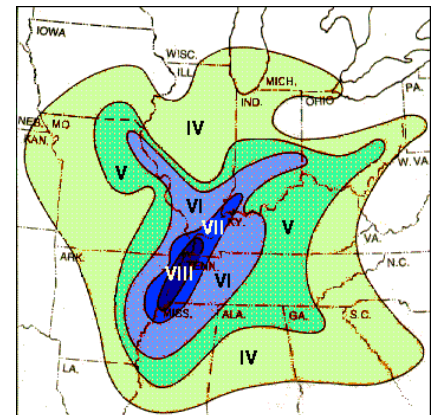 IOWA
WISC.
ILL.
MICH.
IND.
OHIO
PA.
NEB.
MO.
KAN.
IV
V
W. VA.
VI
VII
KY.
V
VA.
ARK.
TENN.
N.C.
VIII
VI
MISS.
ALA.
GA.
S.C.
IV
LA.